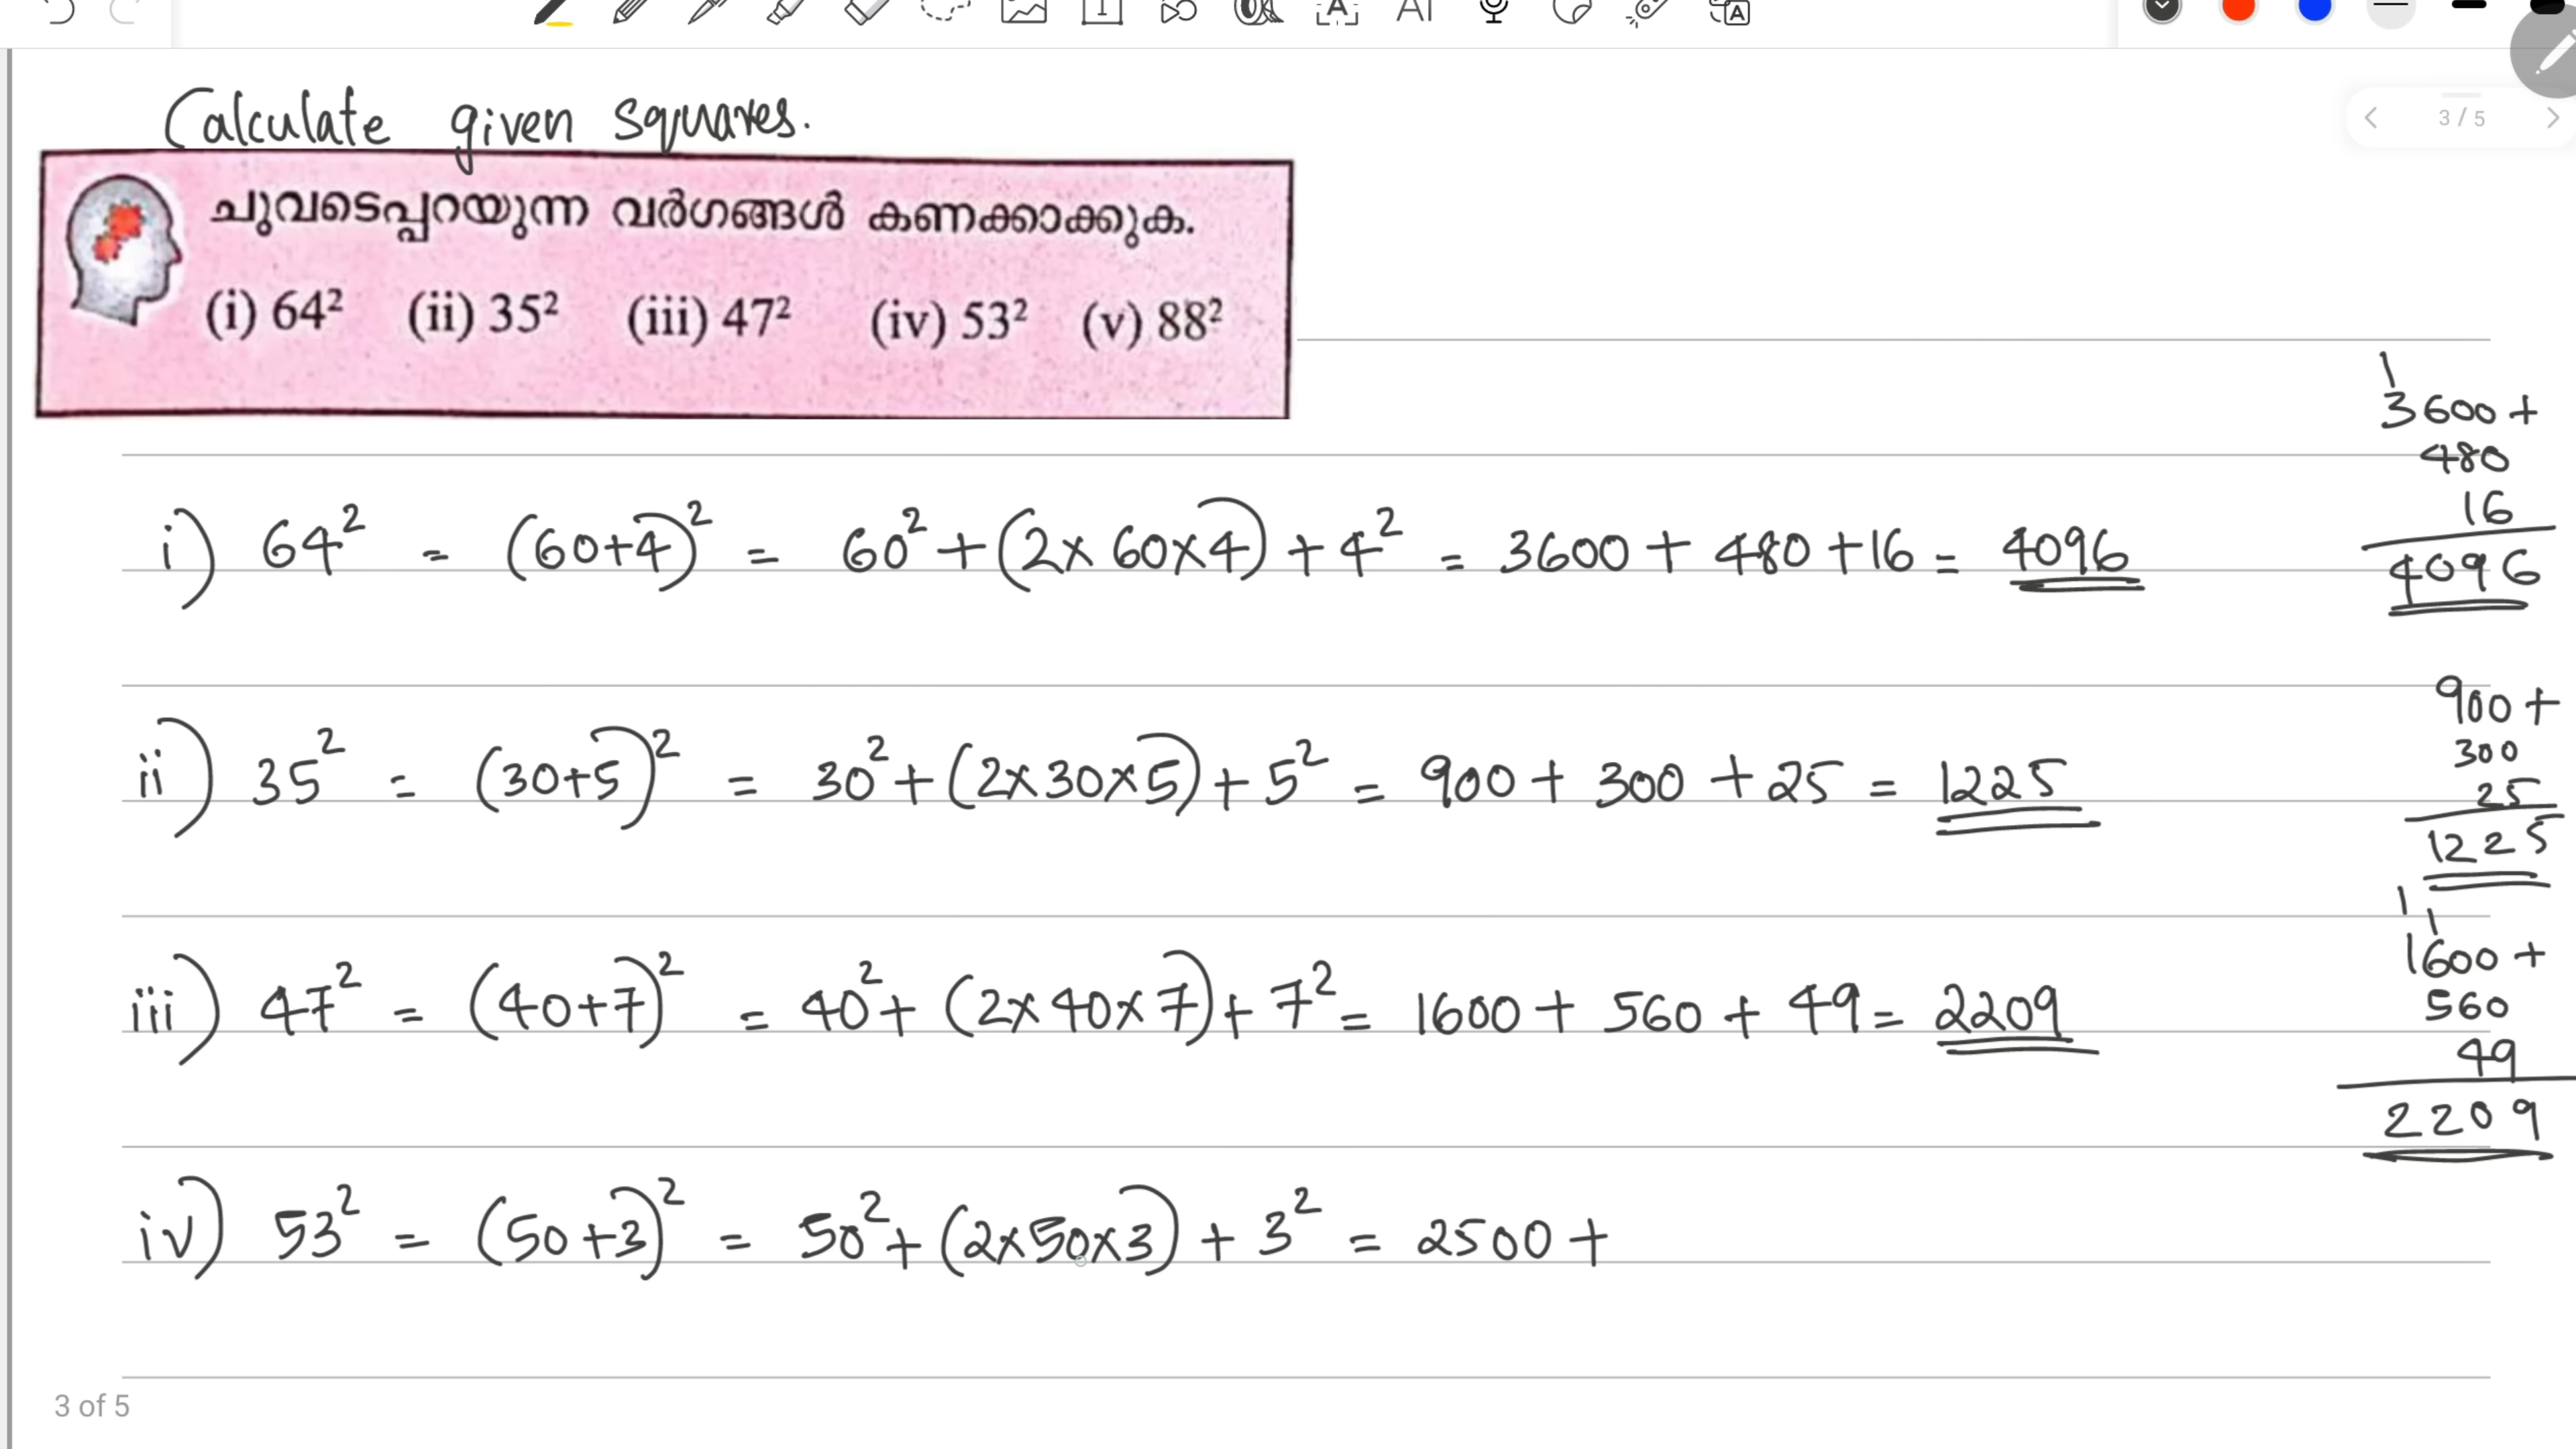 Calculate given squares.
3 / 5
ചുവടെപ്പറയുന്ന വർഗങ്ങൾ കണക്കാക്കുക.
(i) 64² (ii) 35² (iii) 47² (iv) 53² (v) 88²
i) 64² = (60+4)² = 60² + (2×60×4) + 4² = 3600 + 480 + 16 = 4096
1
3600 +
480
16
4096
ii) 35² = (30+5)² = 30² + (2×30×5) + 5² = 900 + 300 + 25 = 1225
900 +
300
25
1225
iii) 47² = (40+7)² = 40² + (2×40×7) + 7² = 1600 + 560 + 49 = 2209
1 1
1600 +
560
49
2209
iv) 53² = (50+3)² = 50² + (2×50×3) + 3² = 2500 +
3 of 5